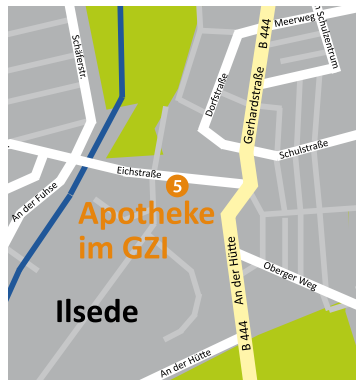 B 444
Meerweg
n Schulzentrum
Schäferstr.
Dorfstraße
Gerhardstraße
Schulstraße
Eichstraße
5
An der Fuhse
Apotheke
im GZI
An der Hütte
Oberger Weg
Ilsede
B 444
An der Hütte